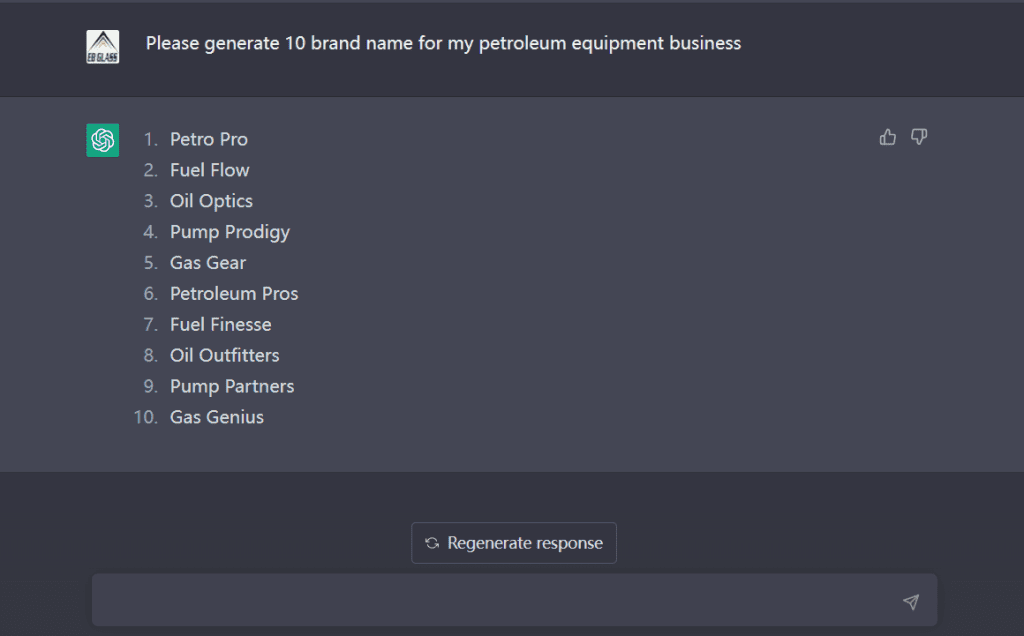 EB GLASS
Please generate 10 brand name for my petroleum equipment business
1. Petro Pro
2. Fuel Flow
3. Oil Optics
4. Pump Prodigy
5. Gas Gear
6. Petroleum Pros
7. Fuel Finesse
8. Oil Outfitters
9. Pump Partners
10. Gas Genius
Regenerate response